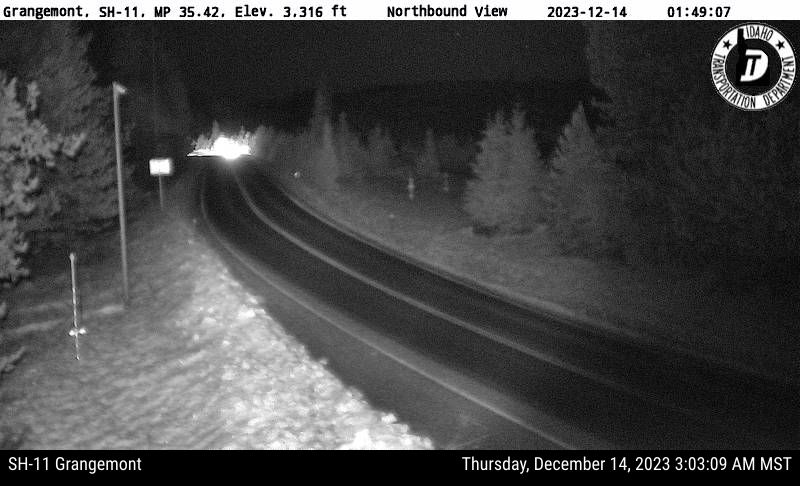 Grangemont, SH-11, MP 35.42, Elev. 3,316 ft Northbound View 2023-12-14 01:49:07
IDAHO
TRANSPORTATION DEPARTMENT
SH-11 Grangemont Thursday, December 14, 2023 3:03:09 AM MST